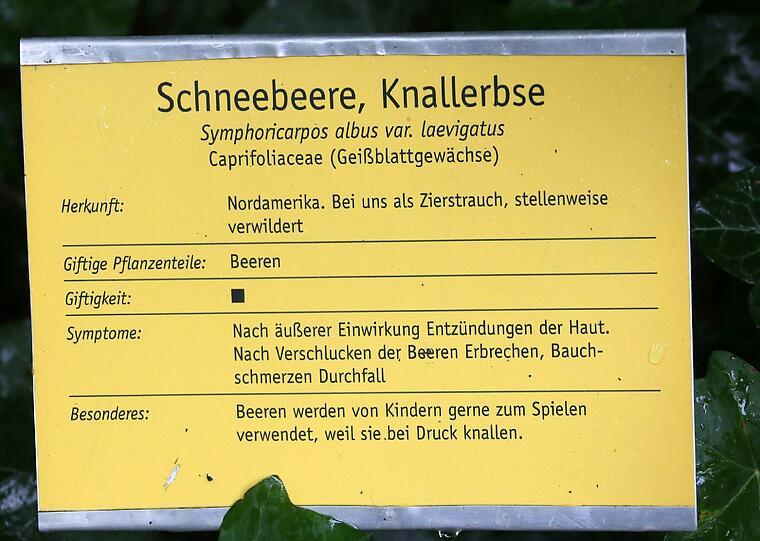 Schneebeere, Knallerbse
Symphoricarpos albus var. laevigatus
Caprifoliaceae (Geißblattgewächse)
Herkunft: Nordamerika. Bei uns als Zierstrauch, stellenweise
verwildert
Giftige Pflanzenteile: Beeren
Giftigkeit: ■
Symptome: Nach äußerer Einwirkung Entzündungen der Haut.
Nach Verschlucken der Beeren Erbrechen, Bauch-
schmerzen Durchfall
Besonderes: Beeren werden von Kindern gerne zum Spielen
verwendet, weil sie bei Druck knallen.